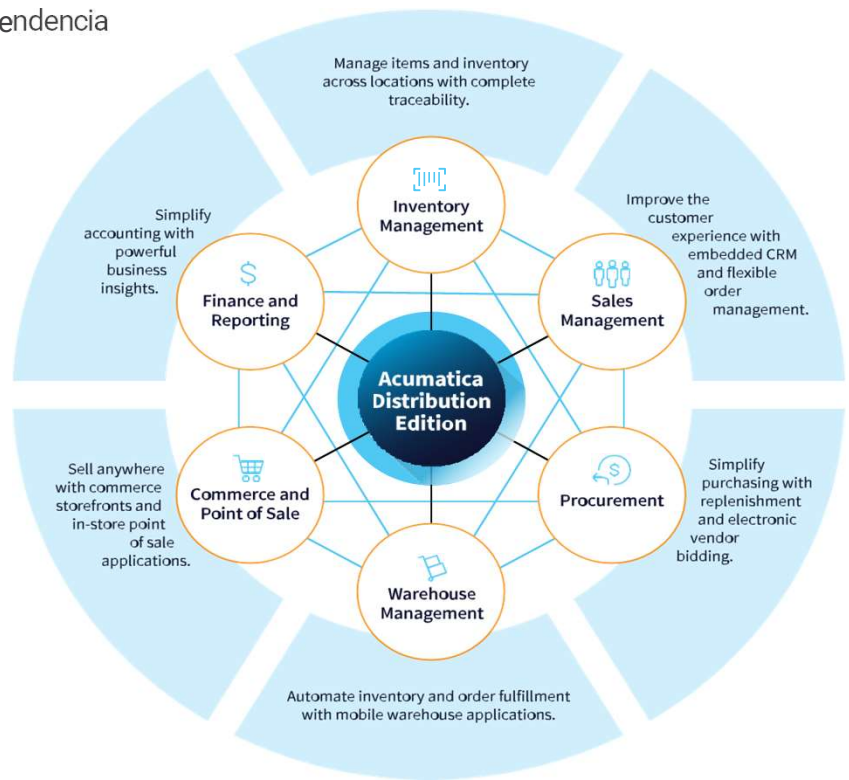 endencia
Manage items and inventory
across locations with complete
traceability.
Inventory
Management
Improve the
customer
experience with
embedded CRM
and flexible
order
management.
Sales
Management
Simplify
accounting with
powerful
business
insights.
$
Finance and
Reporting
Acumatica
Distribution
Edition
Sell anywhere
with commerce
storefronts and
in-store point
of sale
applications.
Commerce and
Point of Sale
$
Procurement
Simplify
purchasing with
replenishment
and electronic
vendor
bidding.
Warehouse
Management
Automate inventory and order fulfillment
with mobile warehouse applications.